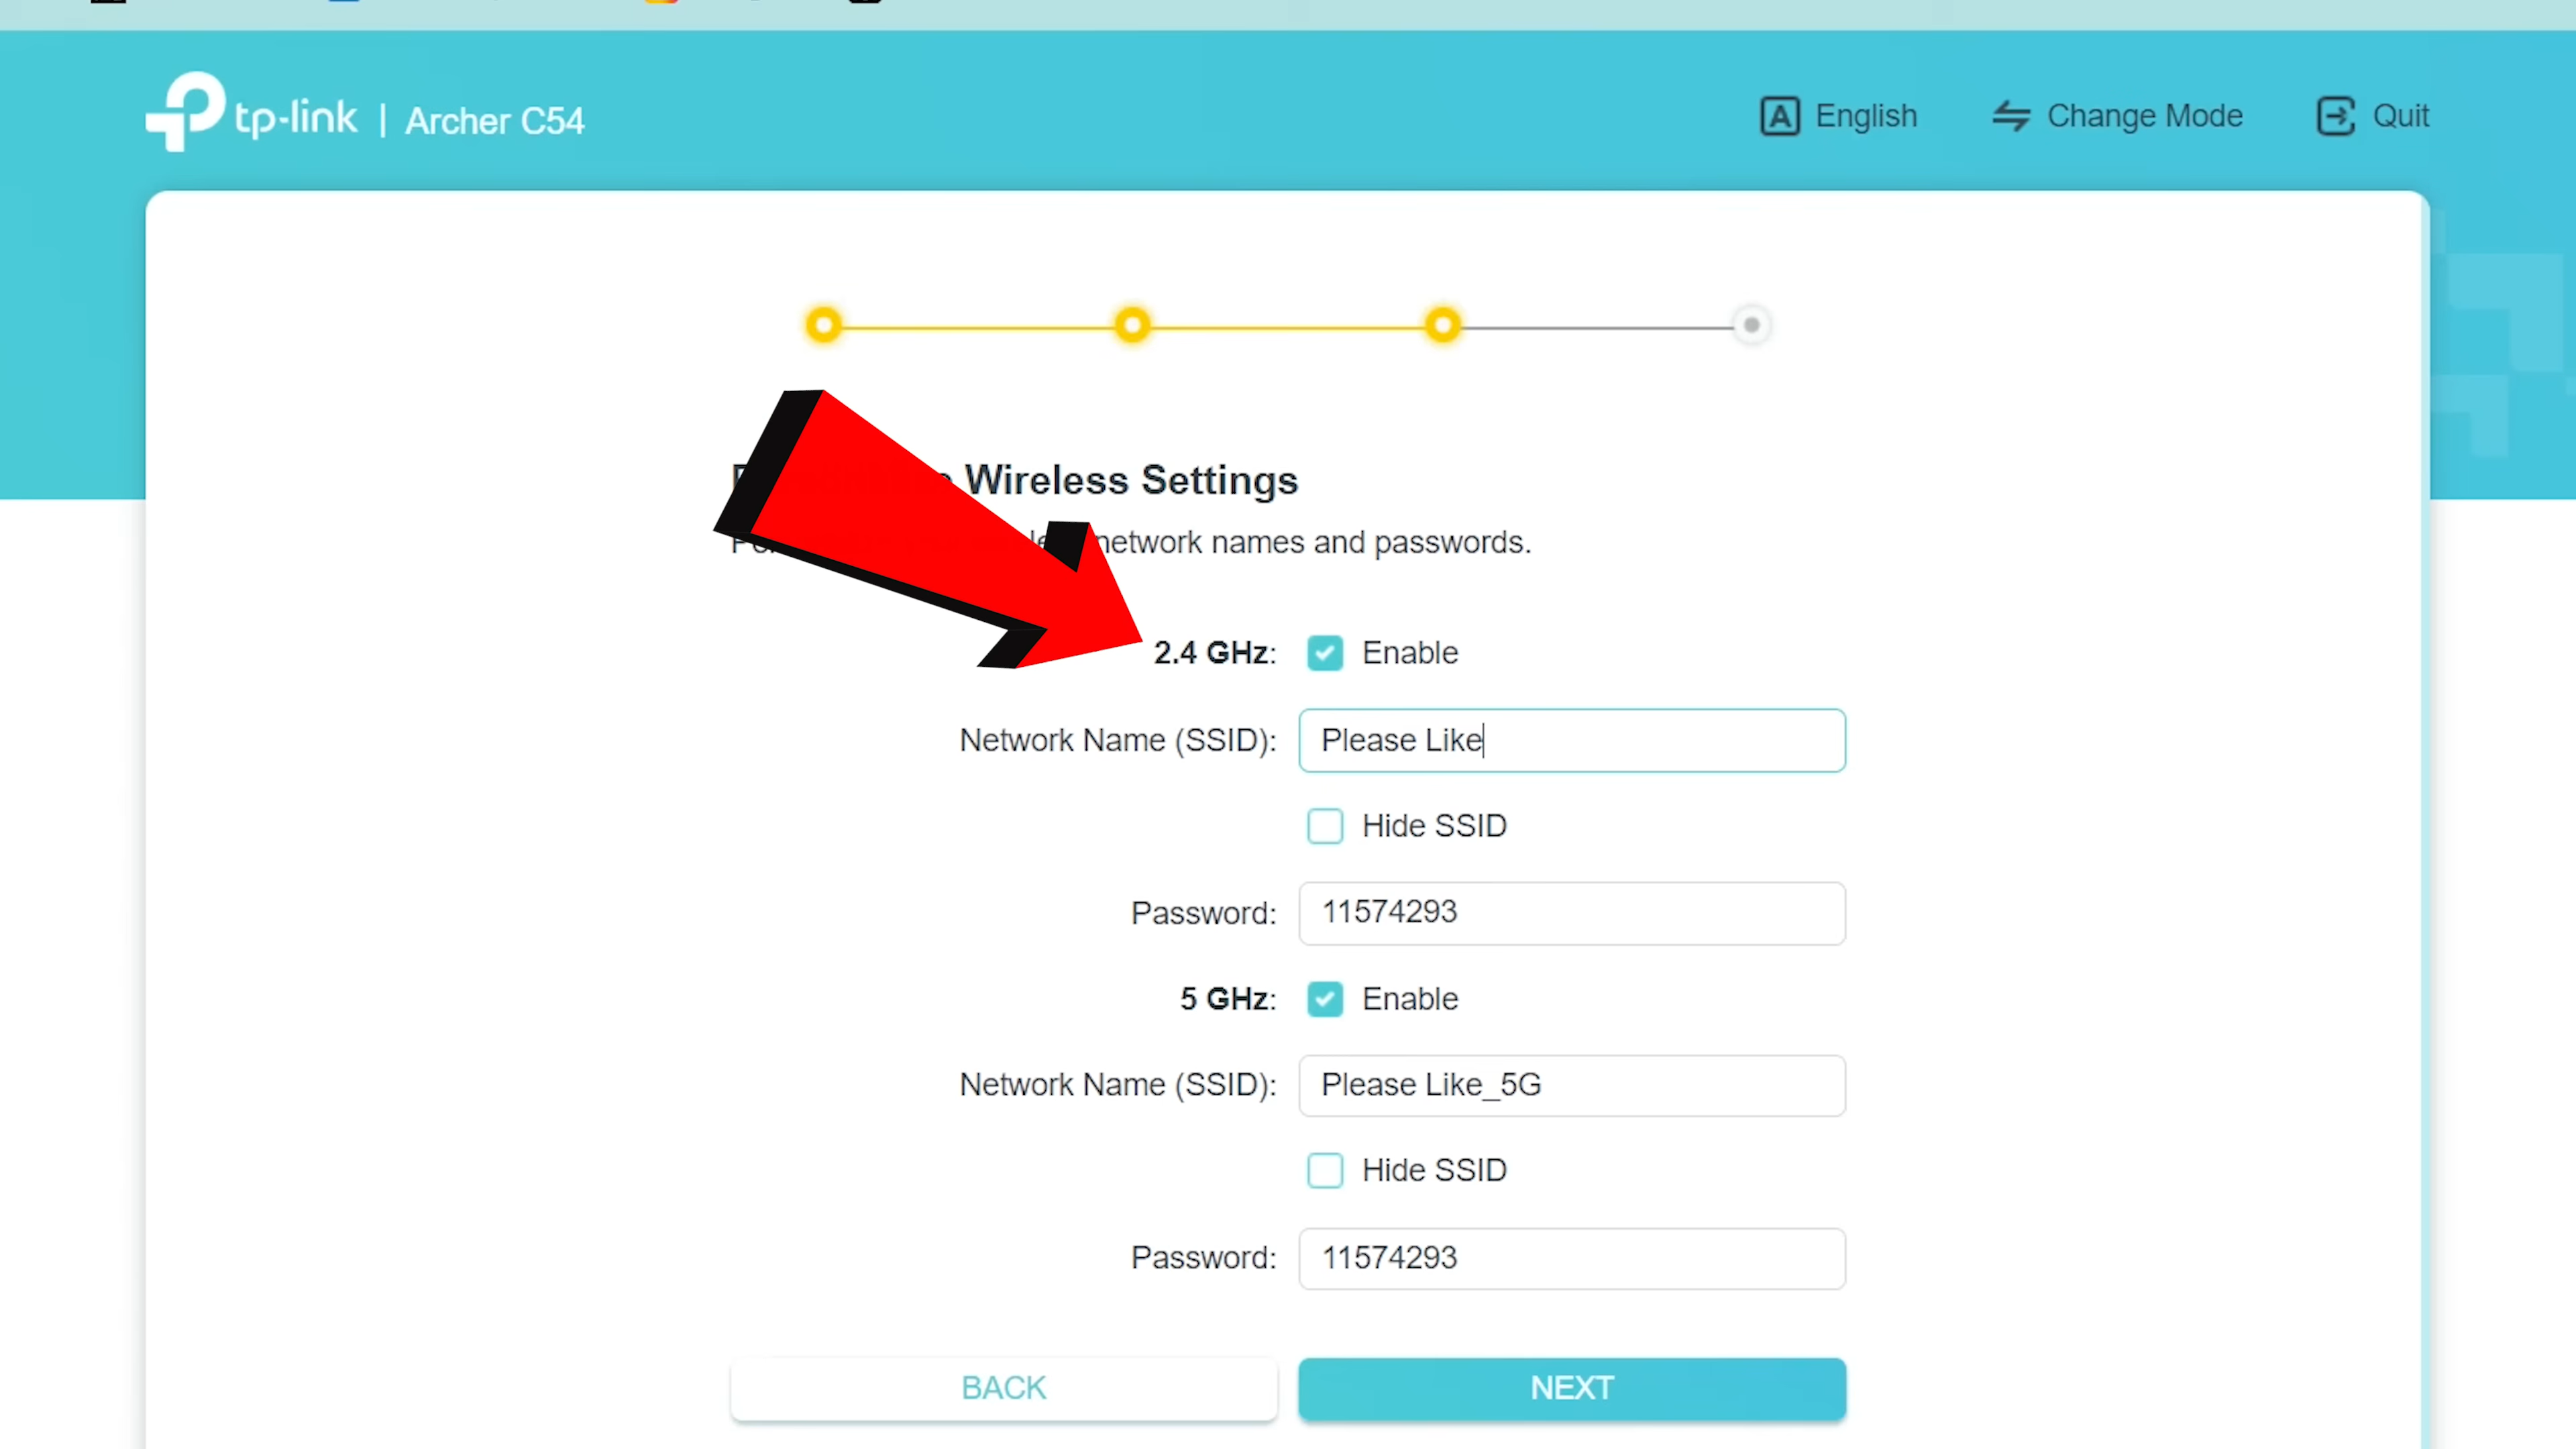 tp-link | Archer C54
English
Change Mode
Quit
Wireless Settings
network names and passwords.
2.4 GHz: Enable
Network Name (SSID): Please Like
Hide SSID
Password: 11574293
5 GHz: Enable
Network Name (SSID): Please Like_5G
Hide SSID
Password: 11574293
BACK
NEXT